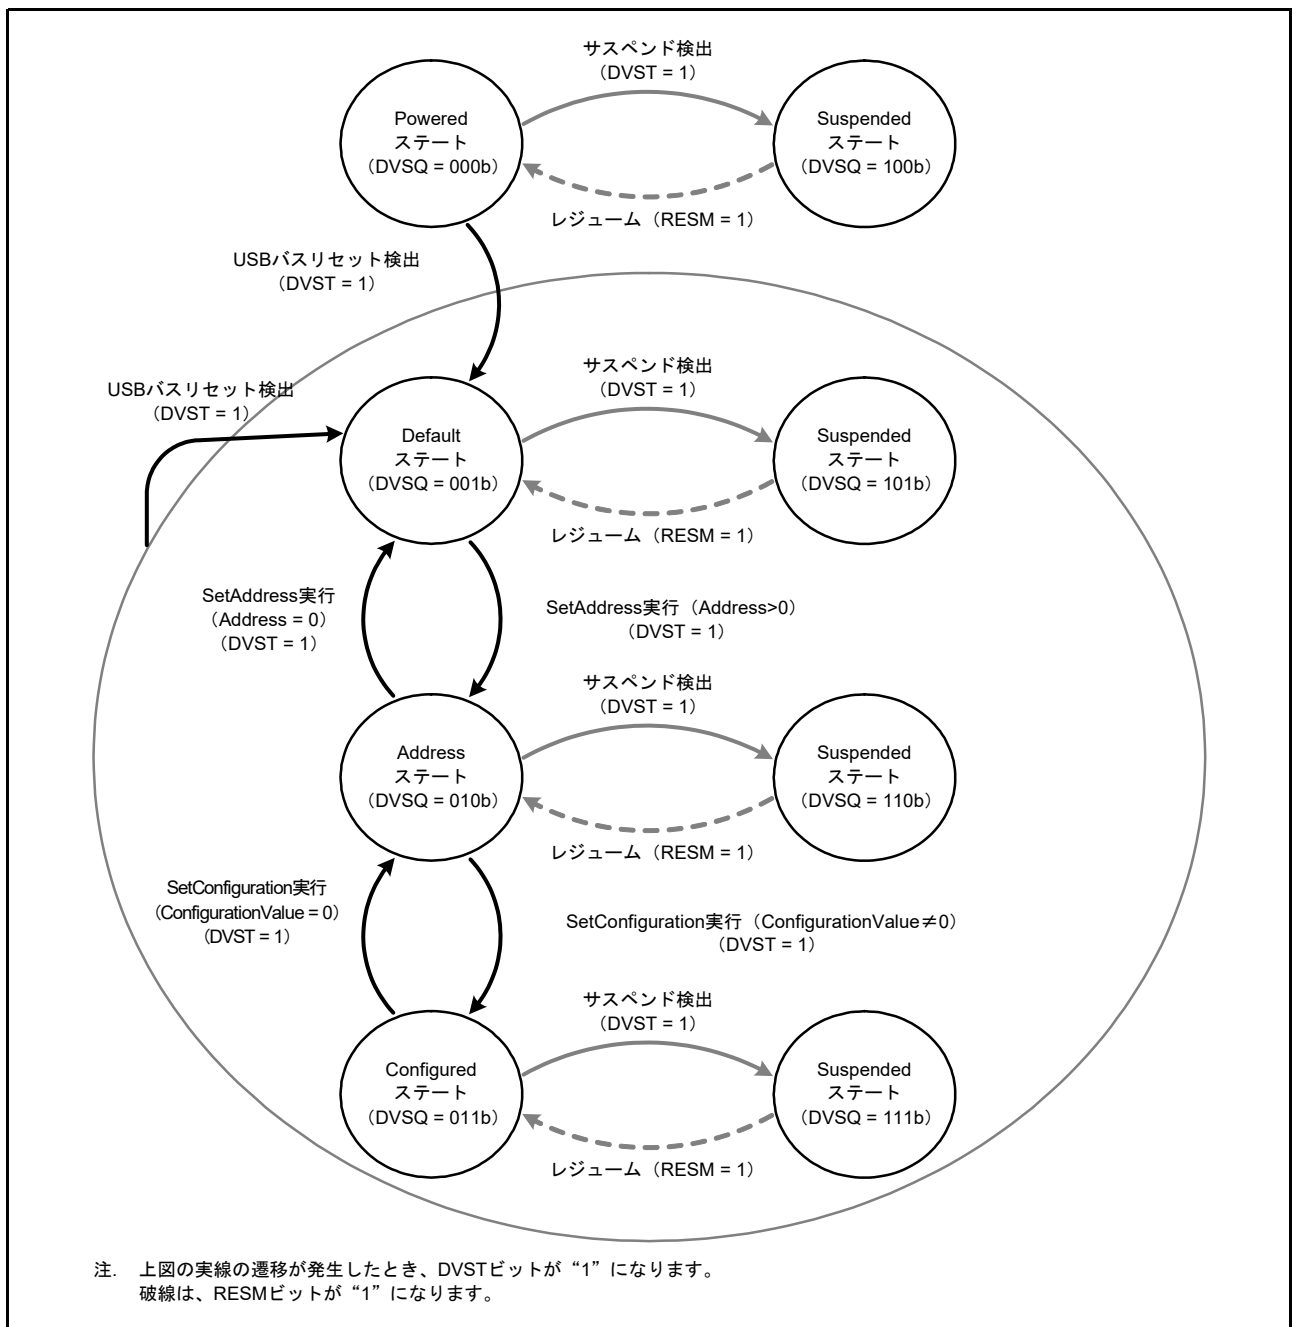 サスペンド検出
（DVST = 1）
Powered
ステート
（DVSQ = 000b）
Suspended
ステート
（DVSQ = 100b）
レジューム（RESM = 1）
USBバスリセット検出
（DVST = 1）
USBバスリセット検出
（DVST = 1）
サスペンド検出
（DVST = 1）
Default
ステート
（DVSQ = 001b）
Suspended
ステート
（DVSQ = 101b）
レジューム（RESM = 1）
SetAddress実行
（Address = 0）
（DVST = 1）
SetAddress実行（Address>0）
（DVST = 1）
サスペンド検出
（DVST = 1）
Address
ステート
（DVSQ = 010b）
Suspended
ステート
（DVSQ = 110b）
レジューム（RESM = 1）
SetConfiguration実行
（ConfigurationValue = 0）
（DVST = 1）
SetConfiguration実行（ConfigurationValue≠0）
（DVST = 1）
サスペンド検出
（DVST = 1）
Configured
ステート
（DVSQ = 011b）
Suspended
ステート
（DVSQ = 111b）
レジューム（RESM = 1）
注. 上図の実線の遷移が発生したとき、DVSTビットが“1”になります。
破線は、RESMビットが“1”になります。